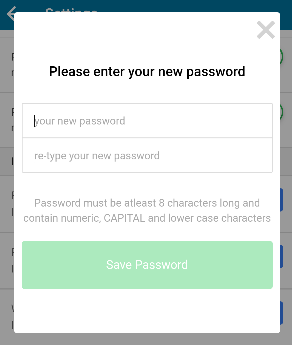 Settings
Please enter your new password
your new password
re-type your new password
Password must be atleast 8 characters long and
contain numeric, CAPITAL and lower case characters
Save Password